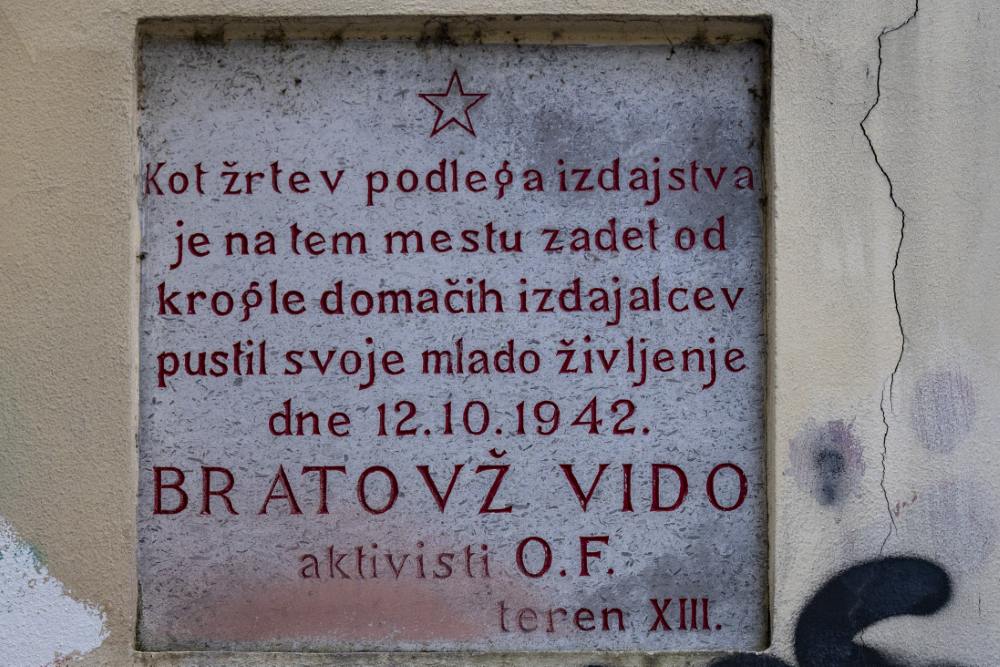 Kot žrtev podlega izdajstva
je na tem mestu zadet od
krogle domačih izdajalcev
pustil svoje mlado življenje
dne 12.10.1942.
BRATOVŽ VIDO
aktivisti O.F.
teren XIII.